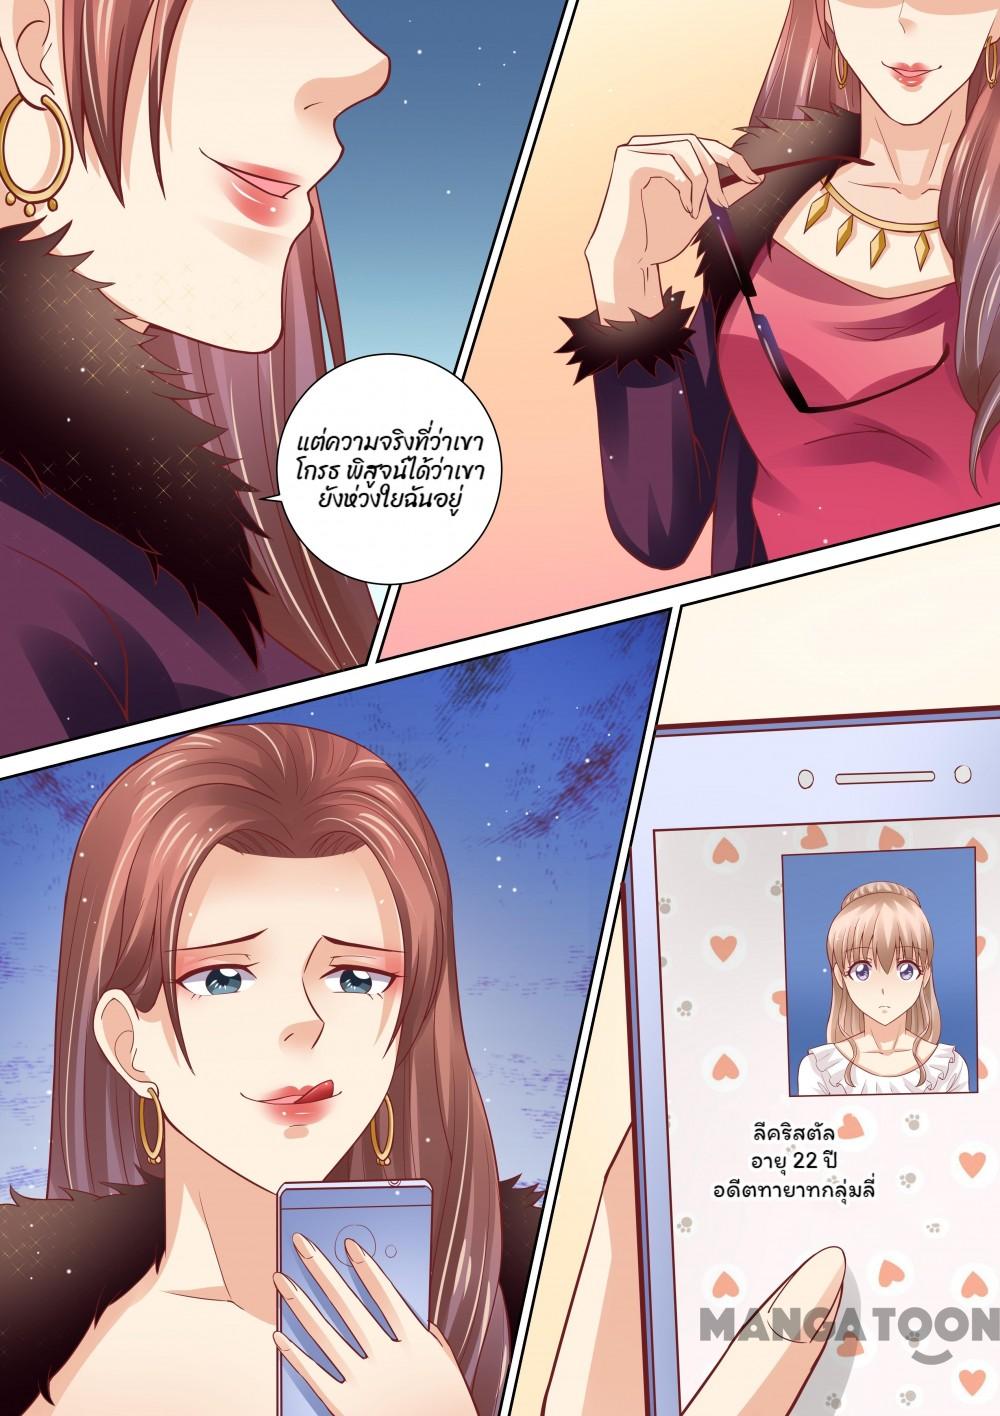 แต่ความจริงที่ว่าเขา
โกรธ พิสูจน์ได้ว่าเขา
ยังห่วงใยฉันอยู่
ลีคริสตัล
อายุ 22 ปี
อดีตทายาทกลุ่มลี่
MANGATOON